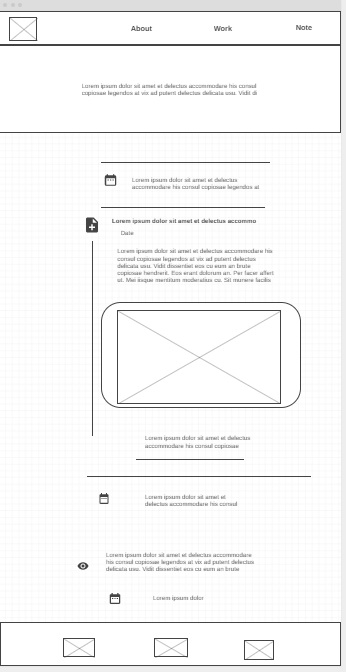 About
Work
Note
Lorem ipsum dolor sit amet et delectus accommodare his consul
copiosae legendos at vix ad putent delectus delicata usu. Vidit di
Lorem ipsum dolor sit amet et delectus
accommodare his consul copiosae legendos at
Lorem ipsum dolor sit amet et delectus accommo
Date
Lorem ipsum dolor sit amet et delectus accommodare his
consul copiosae legendos at vix ad putent delectus
delicata usu. Vidit dissentiet eos cu eum an brute
copiosae hendrerit. Eos erant dolorum an. Per facer affert
ut. Mei iisque mentitum moderatius cu. Sit munere facilis
Lorem ipsum dolor sit amet et delectus
accommodare his consul copiosae
Lorem ipsum dolor sit amet et
delectus accommodare his consul
Lorem ipsum dolor sit amet et delectus accommodare
his consul copiosae legendos at vix ad putent delectus
delicata usu. Vidit dissentiet eos cu eum an brute
Lorem ipsum dolor